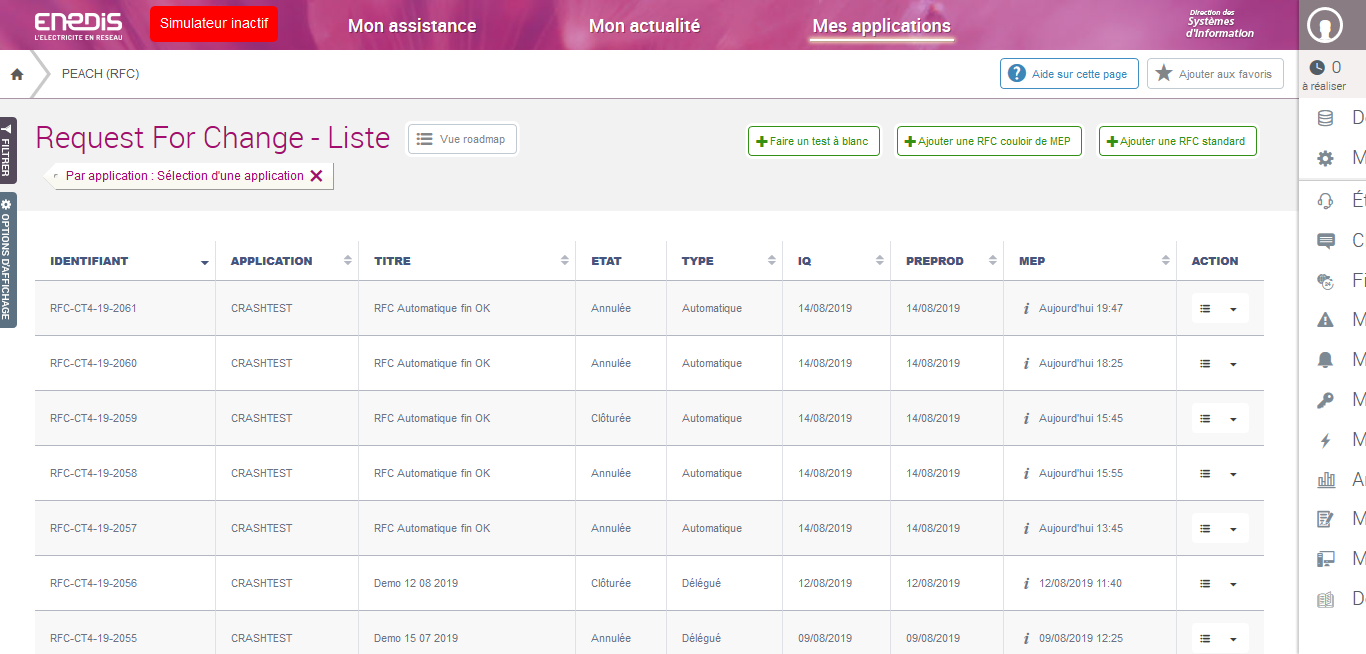 ENEDIS
L'ELECTRICITE EN RESEAU
Simulateur inactif
Mon assistance
Mon actualité
Mes applications
Direction des
Systèmes
d'Information
PEACH (RFC)
Aide sur cette page
Ajouter aux favoris
0
à réaliser
FILTRER
OPTIONS D'AFFICHAGE
Request For Change - Liste
Vue roadmap
Faire un test à blanc
Ajouter une RFC couloir de MEP
Ajouter une RFC standard
Par application : Sélection d'une application
IDENTIFIANT APPLICATION TITRE ETAT TYPE IQ PREPROD MEP ACTION
RFC-CT4-19-2061 CRASHTEST RFC Automatique fin OK Annulée Automatique 14/08/2019 14/08/2019 i Aujourd'hui 19:47
RFC-CT4-19-2060 CRASHTEST RFC Automatique fin OK Annulée Automatique 14/08/2019 14/08/2019 i Aujourd'hui 18:25
RFC-CT4-19-2059 CRASHTEST RFC Automatique fin OK Clôturée Automatique 14/08/2019 14/08/2019 i Aujourd'hui 15:45
RFC-CT4-19-2058 CRASHTEST RFC Automatique fin OK Annulée Automatique 14/08/2019 14/08/2019 i Aujourd'hui 15:55
RFC-CT4-19-2057 CRASHTEST RFC Automatique fin OK Annulée Automatique 14/08/2019 14/08/2019 i Aujourd'hui 13:45
RFC-CT4-19-2056 CRASHTEST Demo 12 08 2019 Clôturée Délégué 12/08/2019 12/08/2019 i 12/08/2019 11:40
RFC-CT4-19-2055 CRASHTEST Demo 15 07 2019 Annulée Délégué 09/08/2019 09/08/2019 i 09/08/2019 12:25